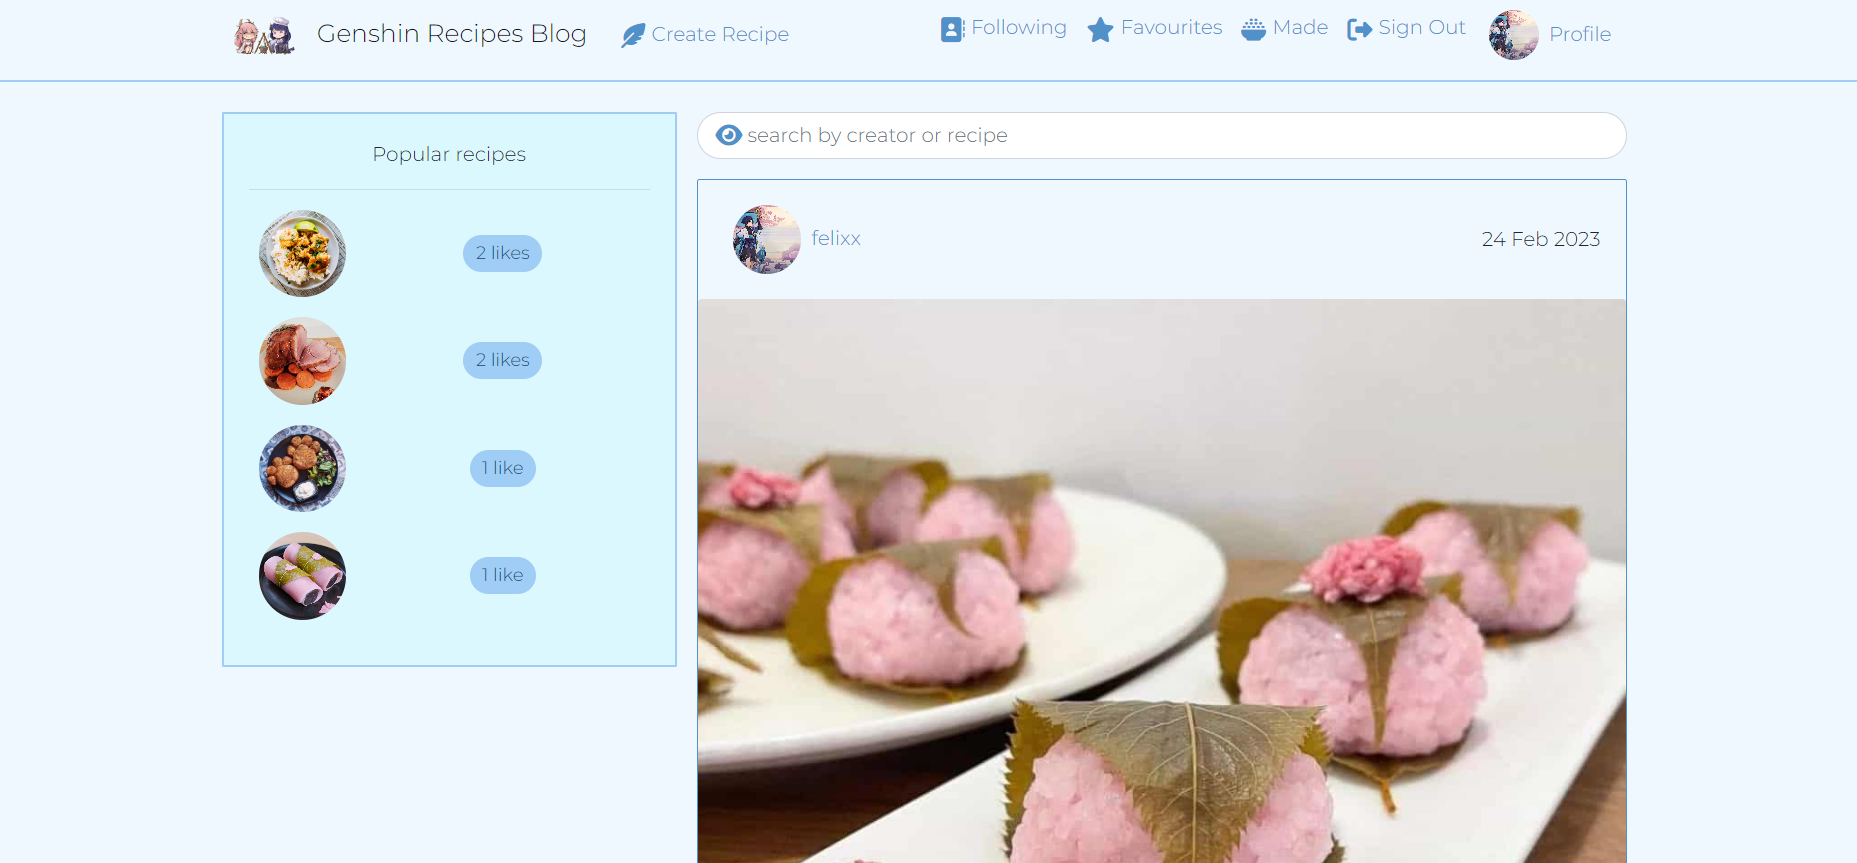 Genshin Recipes Blog
Create Recipe
Following
Favourites
Made
Sign Out
Profile
Popular recipes
2 likes
2 likes
1 like
1 like
search by creator or recipe
felixx
24 Feb 2023